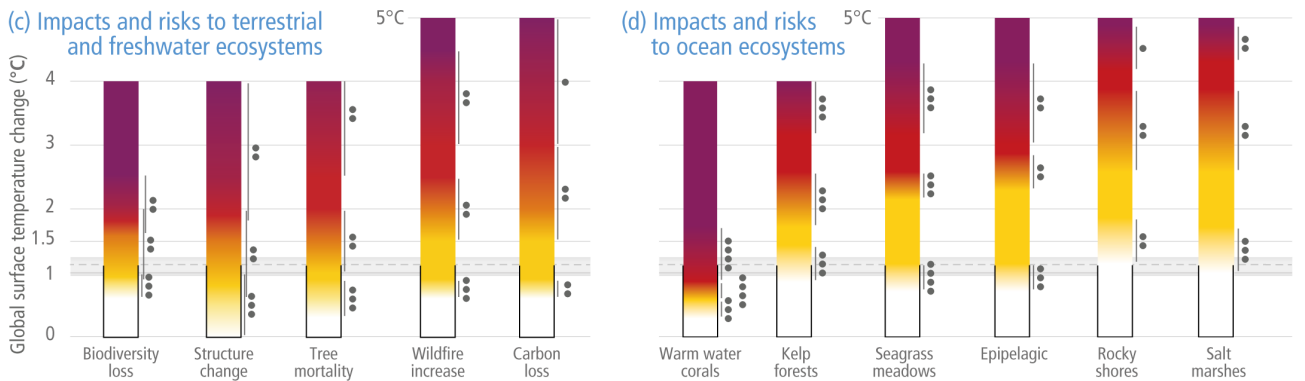 (c) Impacts and risks to terrestrial
and freshwater ecosystems
5°C
(d) Impacts and risks
to ocean ecosystems
5°C
Global surface temperature change (°C)
4
3
2
1.5
1
0
Biodiversity
loss
Structure
change
Tree
mortality
Wildfire
increase
Carbon
loss
Warm water
corals
Kelp
forests
Seagrass
meadows
Epipelagic
Rocky
shores
Salt
marshes